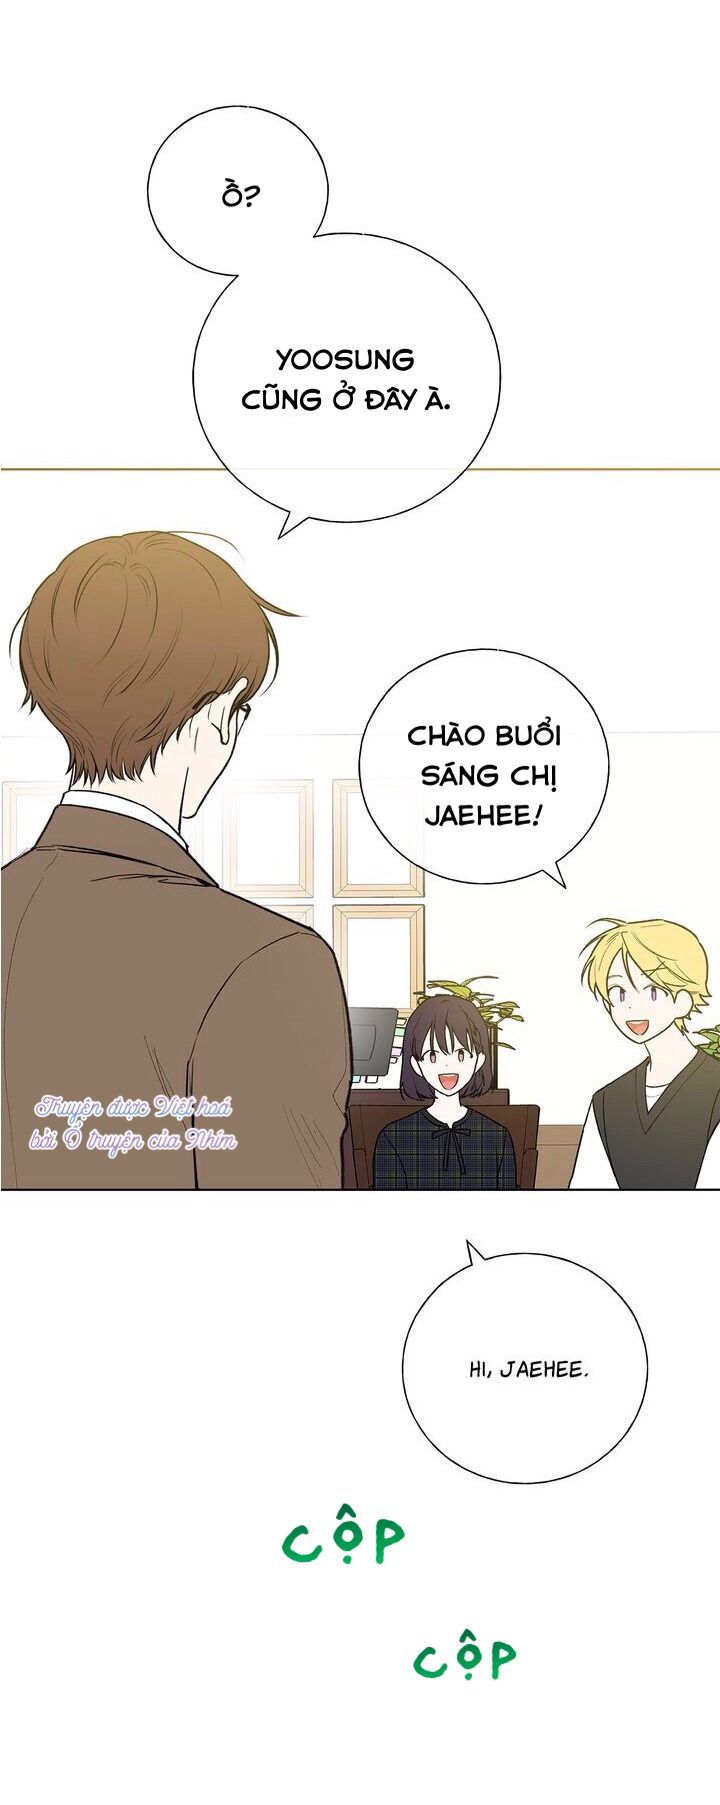 Ồ?
YOOSUNG
CŨNG Ở ĐÂY À.
CHÀO BUỔI
SÁNG CHỊ
JAEHEE!
Truyện được Việt hoá
bởi Ổ truyện của Nhím
HI, JAEHEE.
CỘP
CỘP